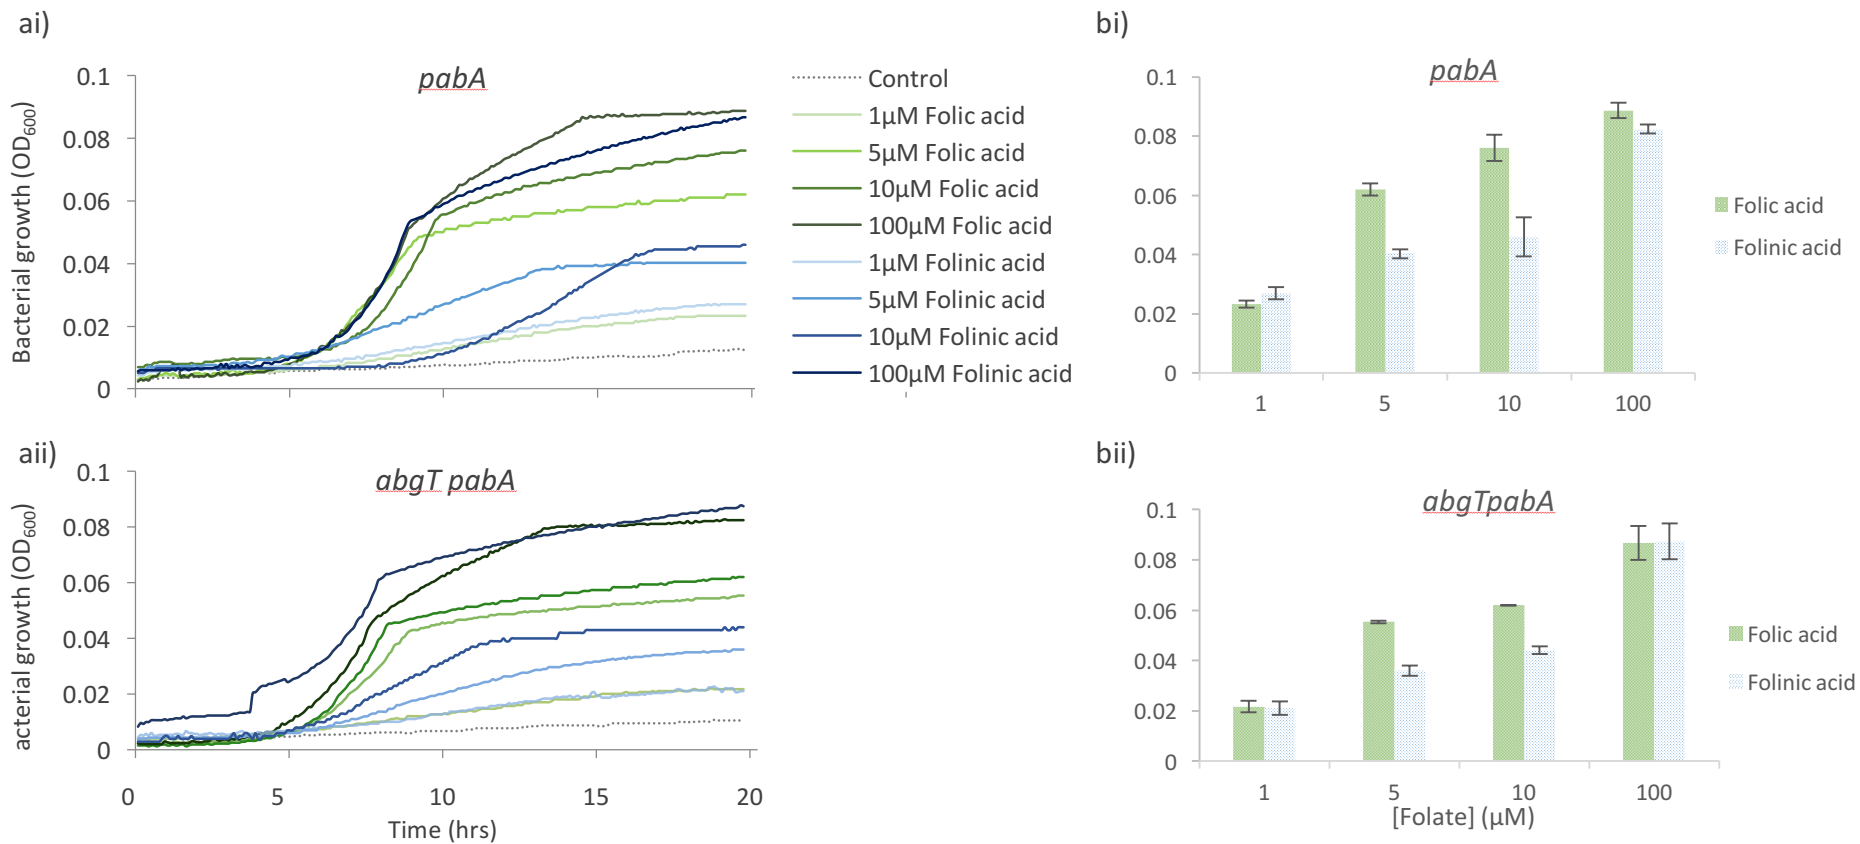 ai)
pabA
Bacterial growth (OD600)
0.1
0.08
0.06
0.04
0.02
0
Control
1µM Folic acid
5µM Folic acid
10µM Folic acid
100µM Folic acid
1µM Folinic acid
5µM Folinic acid
10µM Folinic acid
100µM Folinic acid
bi)
pabA
0.1
0.08
0.06
0.04
0.02
0
1 5 10 100
Folic acid
Folinic acid
aii)
abgT pabA
acterial growth (OD600)
0.1
0.08
0.06
0.04
0.02
0
0 5 10 15 20
Time (hrs)
bii)
abgTpabA
0.1
0.08
0.06
0.04
0.02
0
1 5 10 100
[Folate] (µM)
Folic acid
Folinic acid